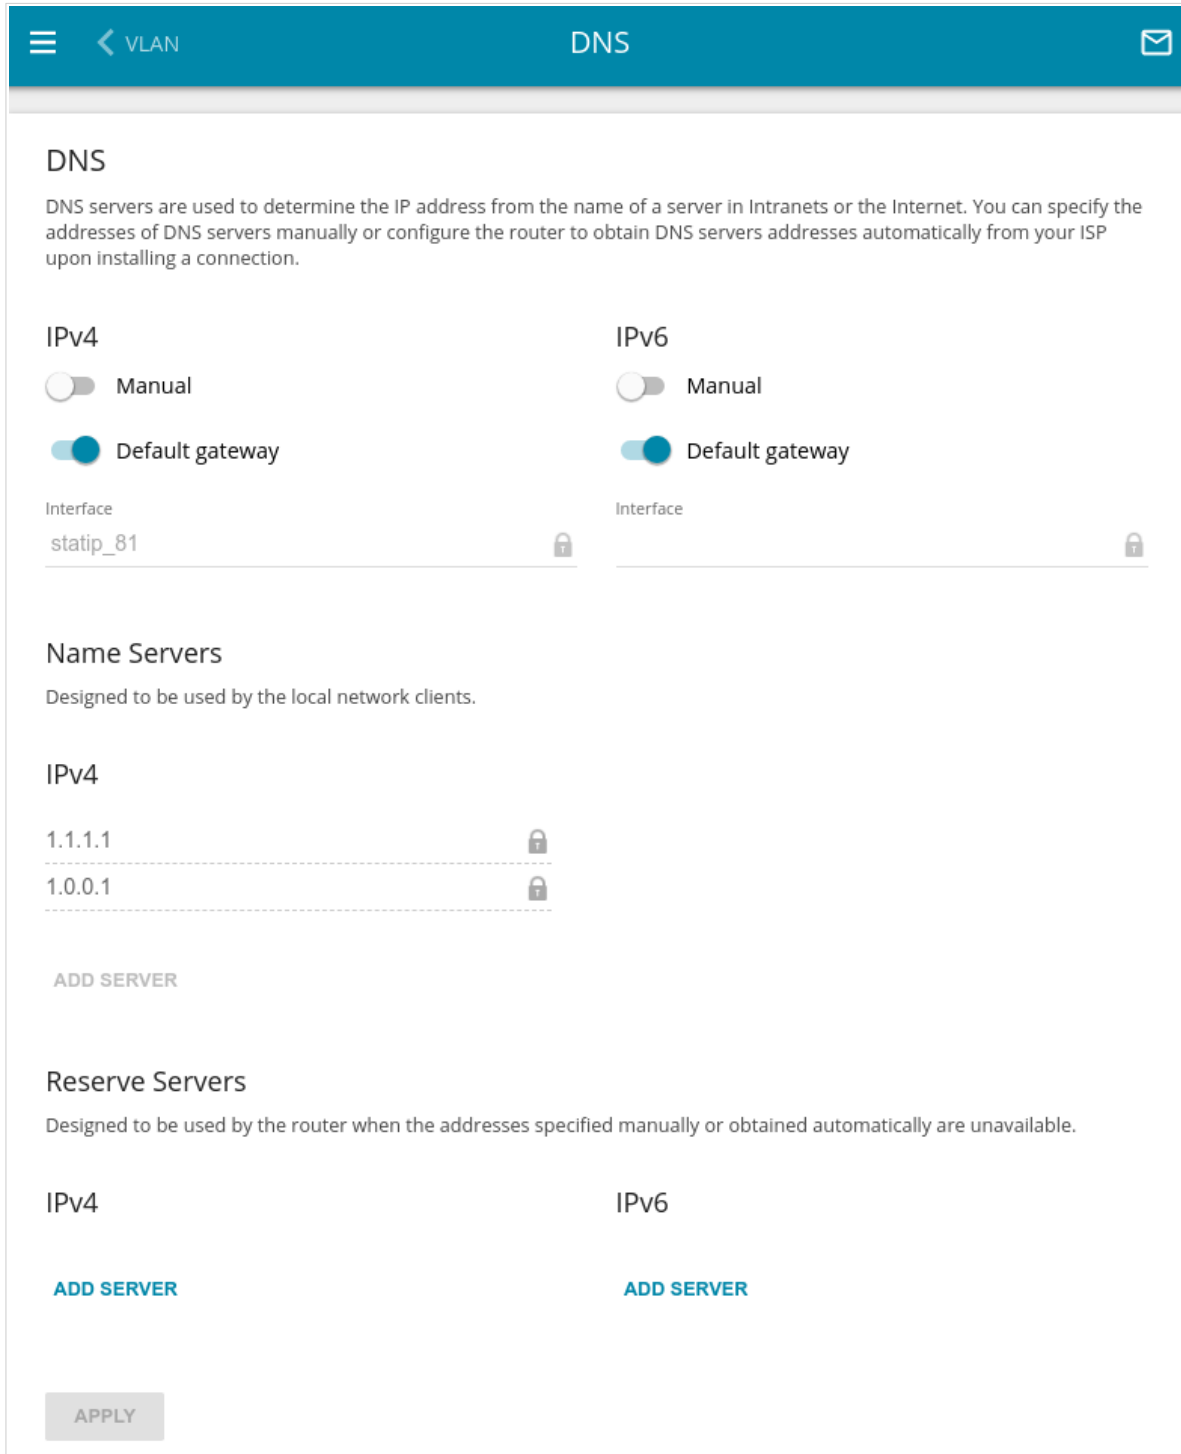 VLAN
DNS
DNS
DNS servers are used to determine the IP address from the name of a server in Intranets or the Internet. You can specify the
addresses of DNS servers manually or configure the router to obtain DNS servers addresses automatically from your ISP
upon installing a connection.
IPv4
IPv6
Manual
Manual
Default gateway
Default gateway
Interface
Interface
statip_81
Name Servers
Designed to be used by the local network clients.
IPv4
1.1.1.1
1.0.0.1
ADD SERVER
Reserve Servers
Designed to be used by the router when the addresses specified manually or obtained automatically are unavailable.
IPv4
IPv6
ADD SERVER
ADD SERVER
APPLY